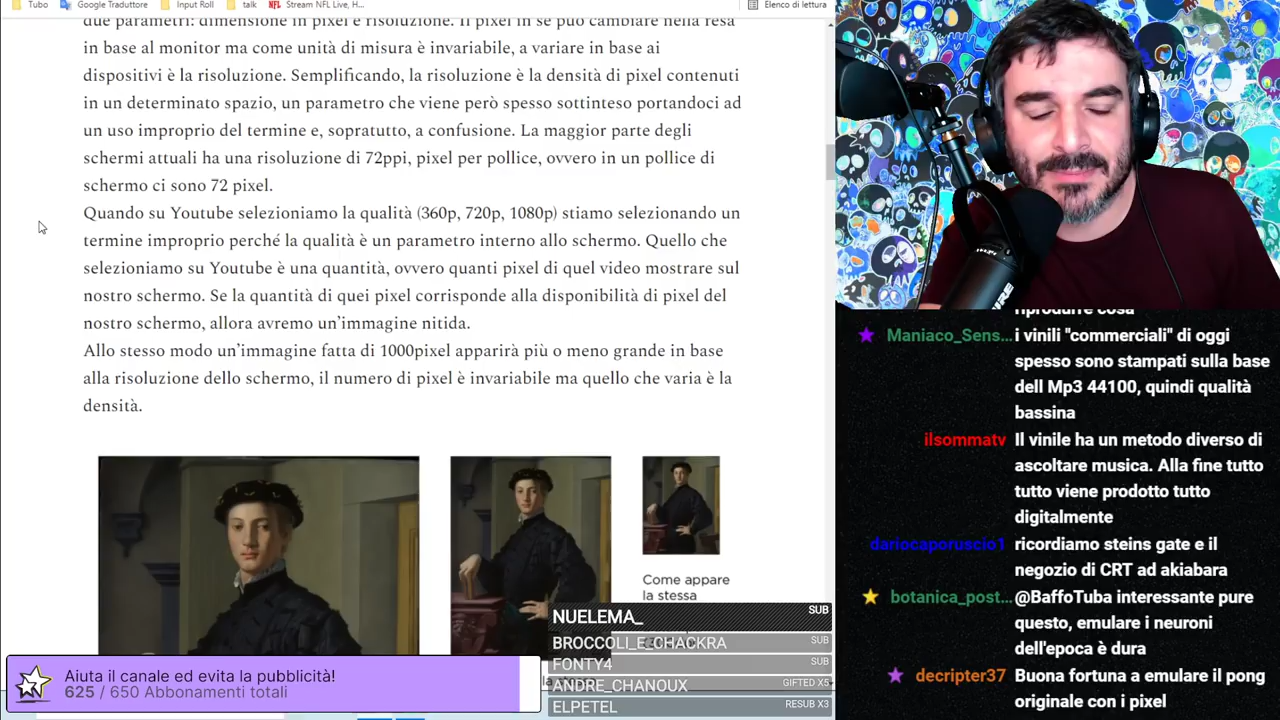 Tubo
Google Traduttore
Input Roll
talk
Stream NFL Live, H...
Elenco di lettura
due parametri: dimensione in pixel e risoluzione. Il pixel in sé può cambiare nella resa
in base al monitor ma come unità di misura è invariabile, a variare in base ai
dispositivi è la risoluzione. Semplificando, la risoluzione è la densità di pixel contenuti
in un determinato spazio, un parametro che viene però spesso sottinteso portandoci ad
un uso improprio del termine e, sopratutto, a confusione. La maggior parte degli
schermi attuali ha una risoluzione di 72ppi, pixel per pollice, ovvero in un pollice di
schermo ci sono 72 pixel.
Quando su Youtube selezioniamo la qualità (360p, 720p, 1080p) stiamo selezionando un
termine improprio perché la qualità è un parametro interno allo schermo. Quello che
selezioniamo su Youtube è una quantità, ovvero quanti pixel di quel video mostrare sul
nostro schermo. Se la quantità di quei pixel corrisponde alla disponibilità di pixel del
nostro schermo, allora avremo un'immagine nitida.
Allo stesso modo un'immagine fatta di 1000pixel apparirà più o meno grande in base
alla risoluzione dello schermo, il numero di pixel è invariabile ma quello che varia è la
densità.
Come appare
la stessa
NUELEMA_ SUB
BROCCOLI_E_CHACKRA SUB
FONTY4 SUB
ANDRE_CHANOUX GIFTED X5
ELPETEL RESUB X3
Aiuta il canale ed evita la pubblicità!
625 / 650 Abbonamenti totali
riprodurre cosa
Maniaco_Sens... i vinili "commerciali" di oggi
spesso sono stampati sulla base
dell Mp3 44100, quindi qualità
bassina
ilsommatv Il vinile ha un metodo diverso di
ascoltare musica. Alla fine tutto
tutto viene prodotto tutto
digitalmente
dariocaporuscio1 ricordiamo steins gate e il
negozio di CRT ad akiabara
botanica_post... @BaffoTuba interessante pure
questo, emulare i neuroni
dell'epoca è dura
decripter37 Buona fortuna a emulare il pong
originale con i pixel